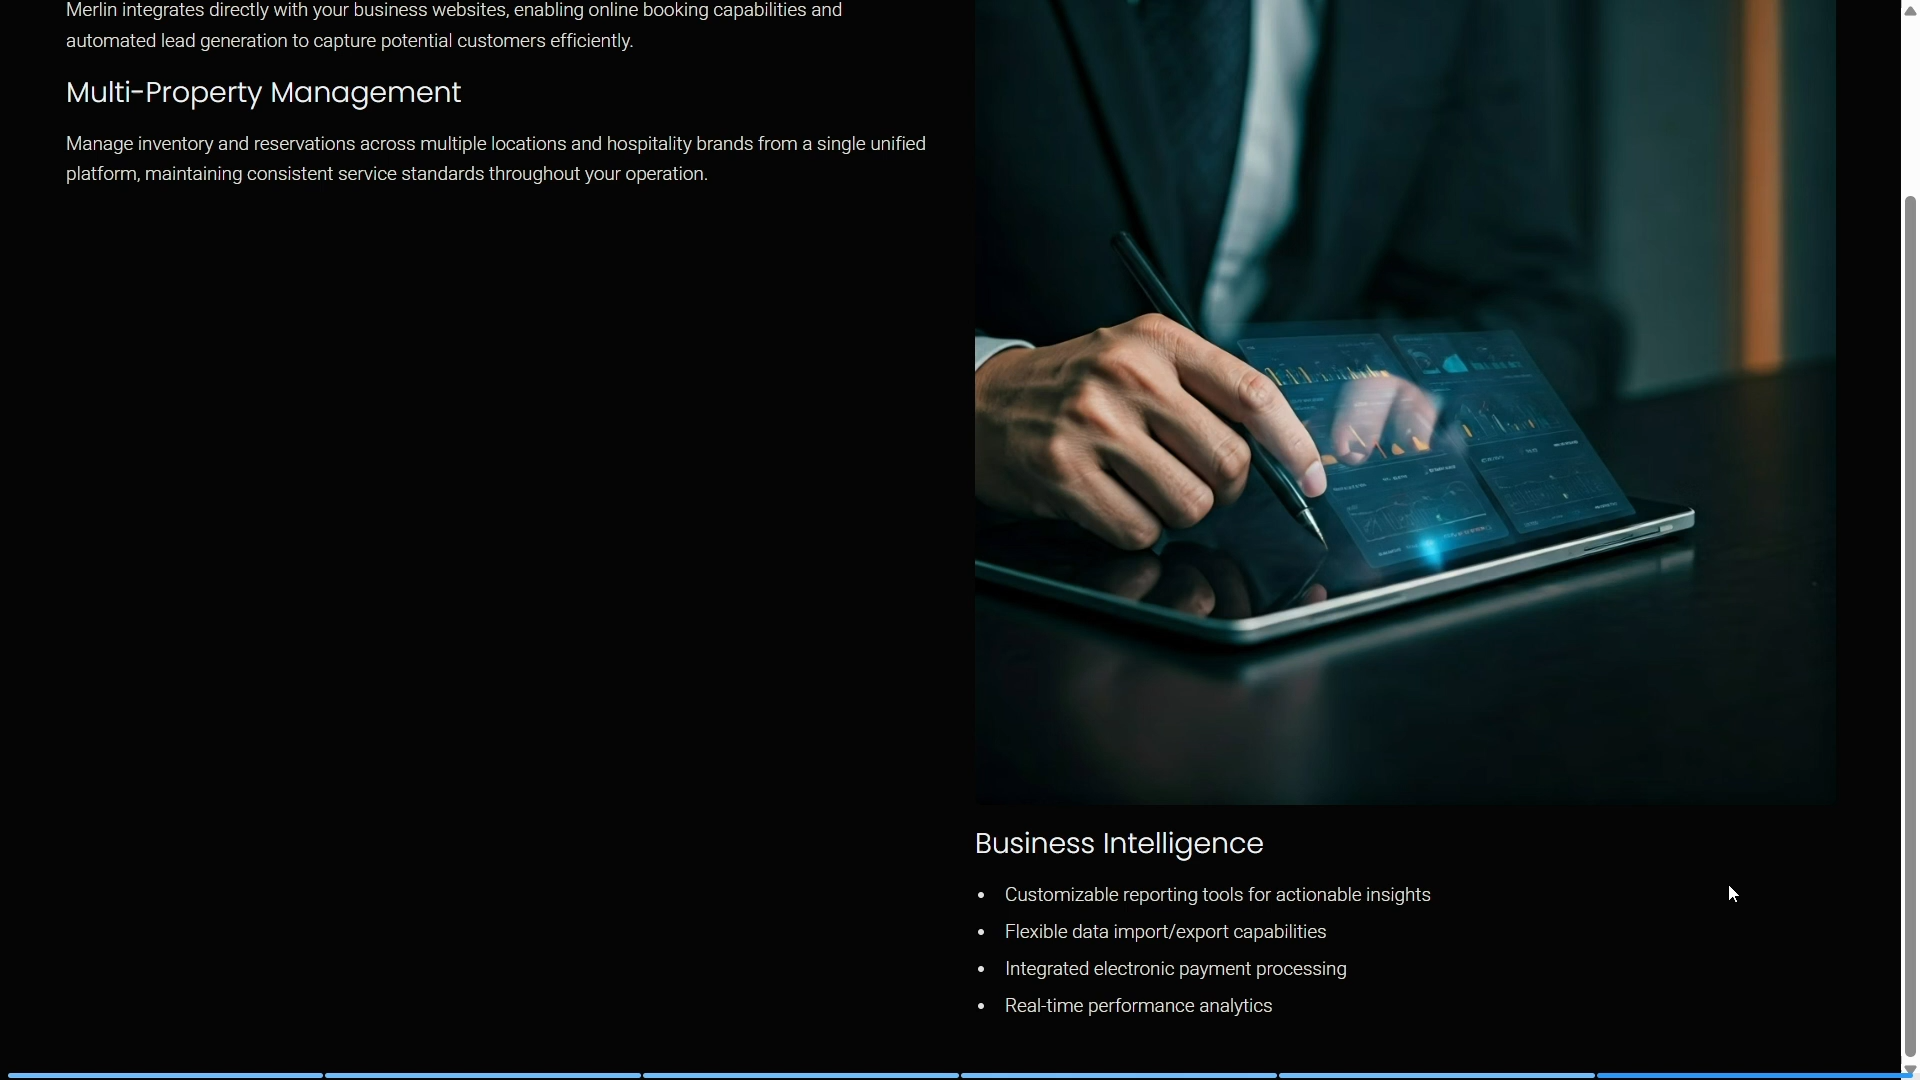 Merlin integrates directly with your business websites, enabling online booking capabilities and
automated lead generation to capture potential customers efficiently.
Multi-Property Management
Manage inventory and reservations across multiple locations and hospitality brands from a single unified
platform, maintaining consistent service standards throughout your operation.
Business Intelligence
• Customizable reporting tools for actionable insights
• Flexible data import/export capabilities
• Integrated electronic payment processing
• Real-time performance analytics